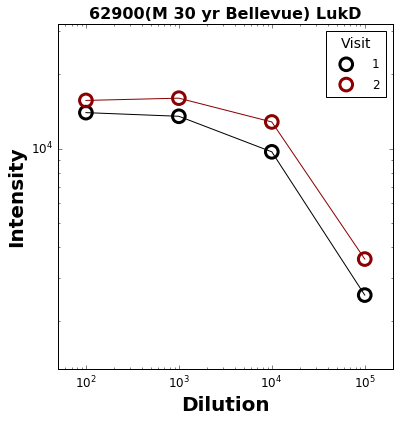 62900(M 30 yr Bellevue) LukD
Visit
1
2
10^4
Intensity
10^2 10^3 10^4 10^5
Dilution